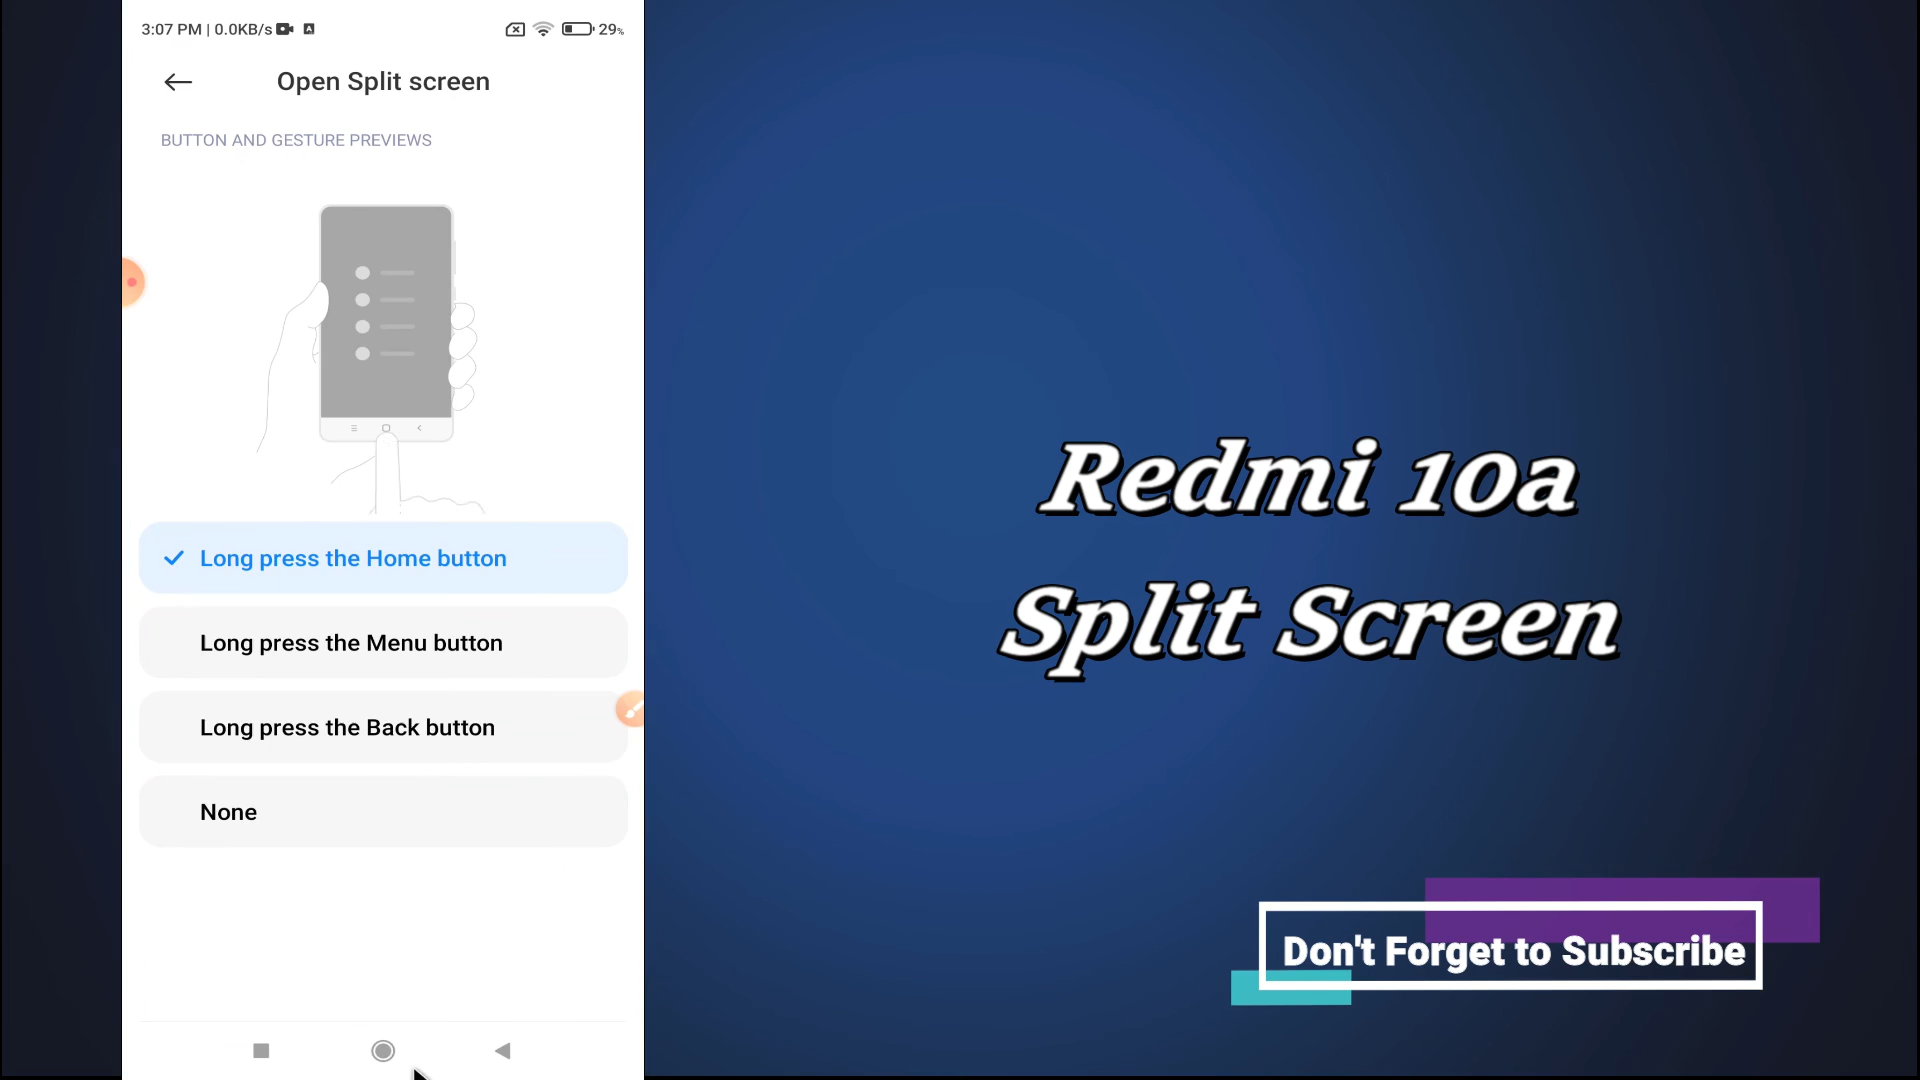 3:07 PM | 0.0KB/s A 29%
Open Split screen
BUTTON AND GESTURE PREVIEWS
Long press the Home button
Long press the Menu button
Long press the Back button
None
Redmi 10a
Split Screen
Don't Forget to Subscribe